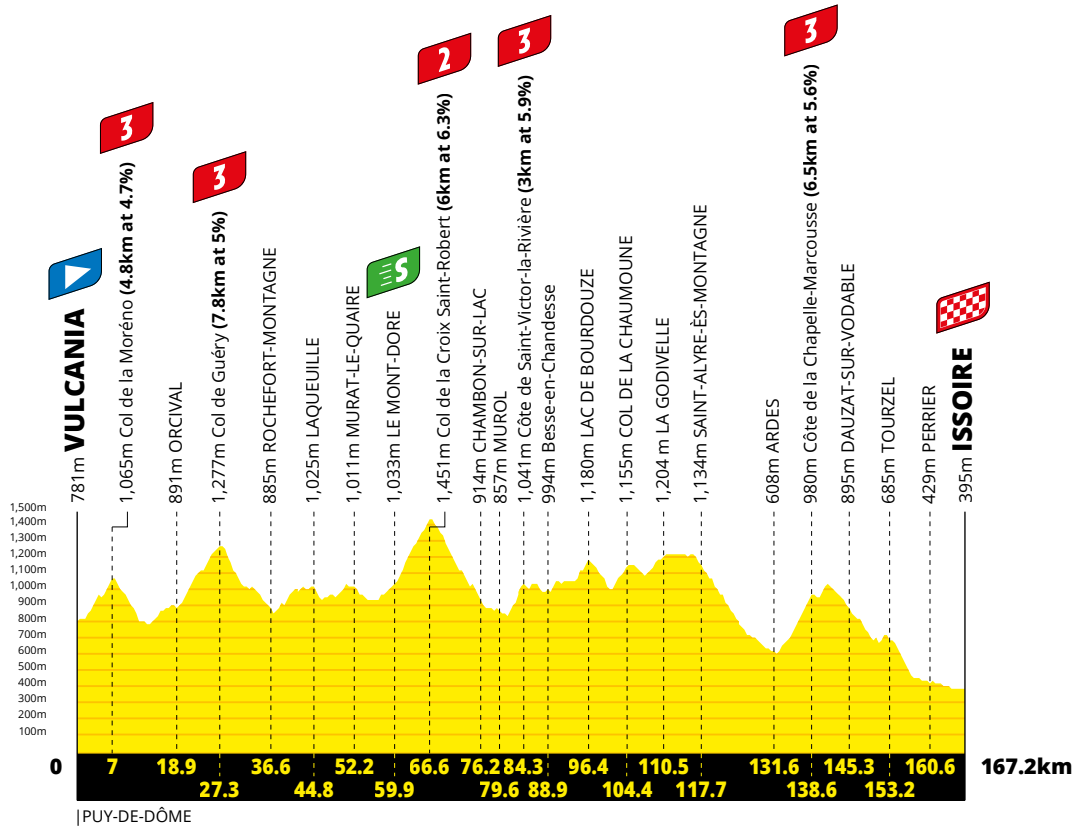 3
3
2
3
3
S
781m VULCANIA
1,065m Col de la Moréno (4.8km at 4.7%)
891m ORCIVAL
1,277m Col de Guéry (7.8km at 5%)
885m ROCHEFORT-MONTAGNE
1,025m LAQUEUILLE
1,011m MURAT-LE-QUAIRE
1,033m LE MONT-DORE
1,451m Col de la Croix Saint-Robert (6km at 6.3%)
914m CHAMBON-SUR-LAC
857m MUROL
1,041m Côte de Saint-Victor-la-Rivière (3km at 5.9%)
994m Besse-en-Chandesse
1,180m LAC DE BOURDOUZE
1,155m COL DE LA CHAUMOUNE
1,204 m LA GODIVELLE
1,134m SAINT-ALYRE-ÈS-MONTAGNE
608m ARDES
980m Côte de la Chapelle-Marcousse (6.5km at 5.6%)
895m DAUZAT-SUR-VODABLE
685m TOURZEL
429m PERRIER
395m ISSOIRE
1,500m
1,400m
1,300m
1,200m
1,100m
1,000m
900m
800m
700m
600m
500m
400m
300m
200m
100m
0 7 18.9 36.6 52.2 66.6 76.2 84.3 96.4 110.5 131.6 145.3 160.6 167.2km
27.3 44.8 59.9 79.6 88.9 104.4 117.7 138.6 153.2
|PUY-DE-DÔME